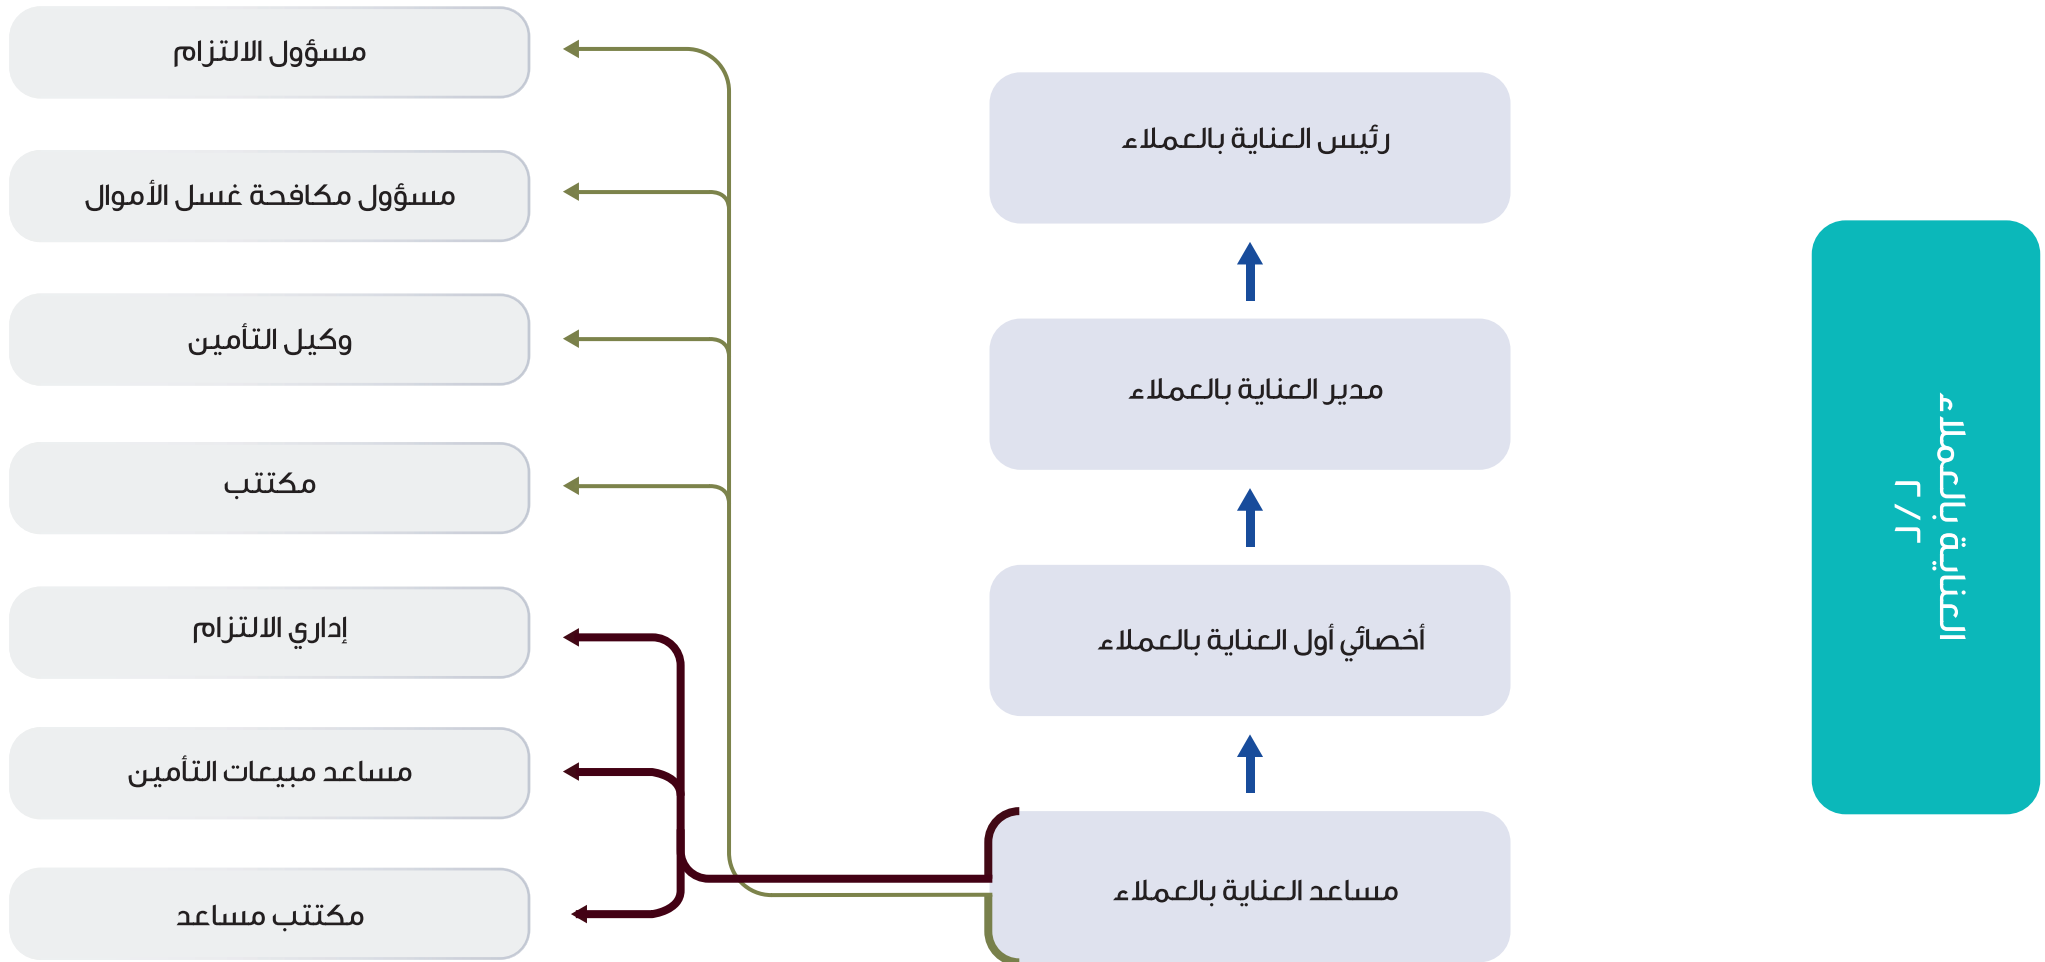 العناية بالعملاء
٢/٢
رئيس العناية بالعملاء
مدير العناية بالعملاء
أخصائي أول العناية بالعملاء
مساعد العناية بالعملاء
مسؤول الالتزام
مسؤول مكافحة غسل الأموال
وكيل التأمين
مكتتب
إداري الالتزام
مساعد مبيعات التأمين
مكتتب مساعد